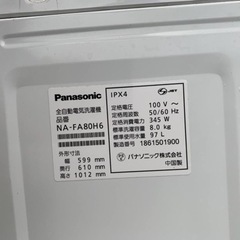 Panasonic
全自動電気洗濯機
品番
NA-FA80H6
外形寸法
幅 599 mm
奥行 610 mm
高さ 1012 mm
IPX4
JET
定格電圧 100 V～
定格周波数 50/60 Hz
定格消費電力 345 W
標準洗濯容量 8.0 kg
標準使用水量 97 L
製造番号 1861501900
パナソニック株式会社
中国製